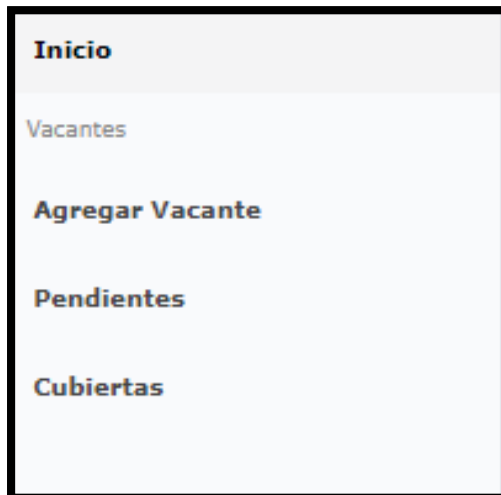 Inicio
Vacantes
Agregar Vacante
Pendientes
Cubiertas